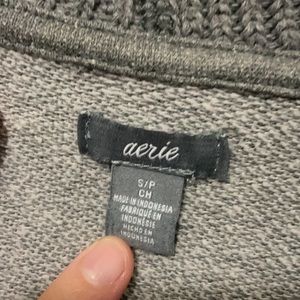 aerie
S/P
CH
MADE IN INDONESIA
FABRIQUÉ EN
INDONÉSIE
HECHO EN
INDONESIA